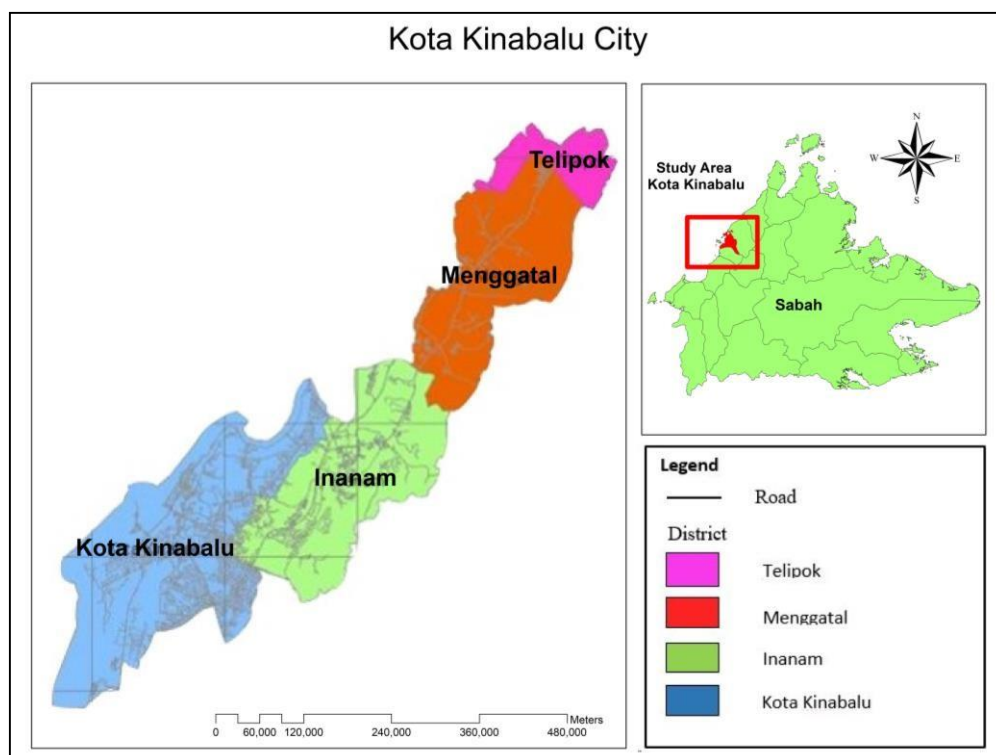 Kota Kinabalu City
Telipok
Menggatal
Inanam
Kota Kinabalu
Meters
0 60,000 120,000 240,000 360,000 480,000
Study Area
Kota Kinabalu
N
W E
S
Sabah
Legend
Road
District
Telipok
Menggatal
Inanam
Kota Kinabalu